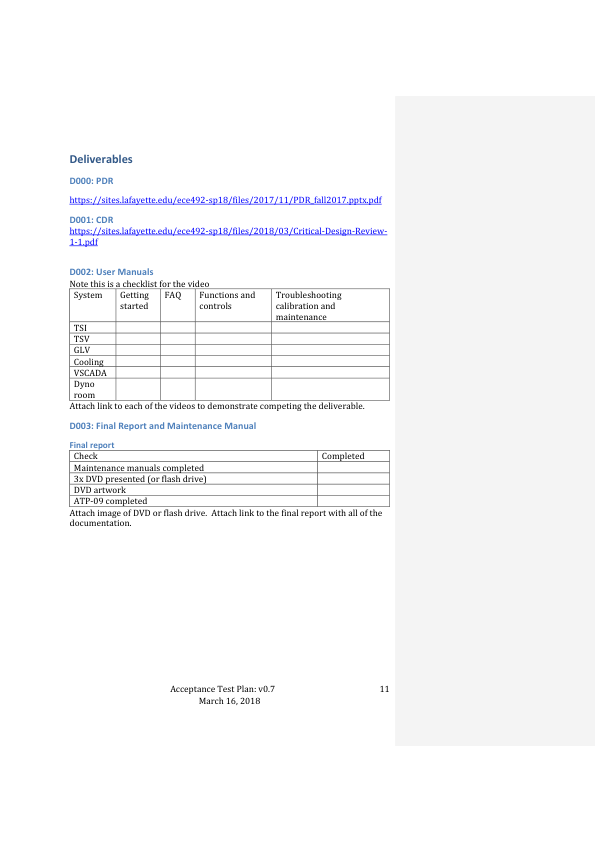 Deliverables
D000: PDR
https://sites.lafayette.edu/ece492-sp18/files/2017/11/PDR_fall2017.pptx.pdf
D001: CDR
https://sites.lafayette.edu/ece492-sp18/files/2018/03/Critical-Design-Review-
1-1.pdf
D002: User Manuals
Note this is a checklist for the video
System Getting FAQ Functions and Troubleshooting
started controls calibration and
maintenance
TSI
TSV
GLV
Cooling
VSCADA
Dyno
room
Attach link to each of the videos to demonstrate competing the deliverable.
D003: Final Report and Maintenance Manual
Final report
Check Completed
Maintenance manuals completed
3x DVD presented (or flash drive)
DVD artwork
ATP-09 completed
Attach image of DVD or flash drive.  Attach link to the final report with all of the
documentation.
Acceptance Test Plan: v0.7 11
March 16, 2018